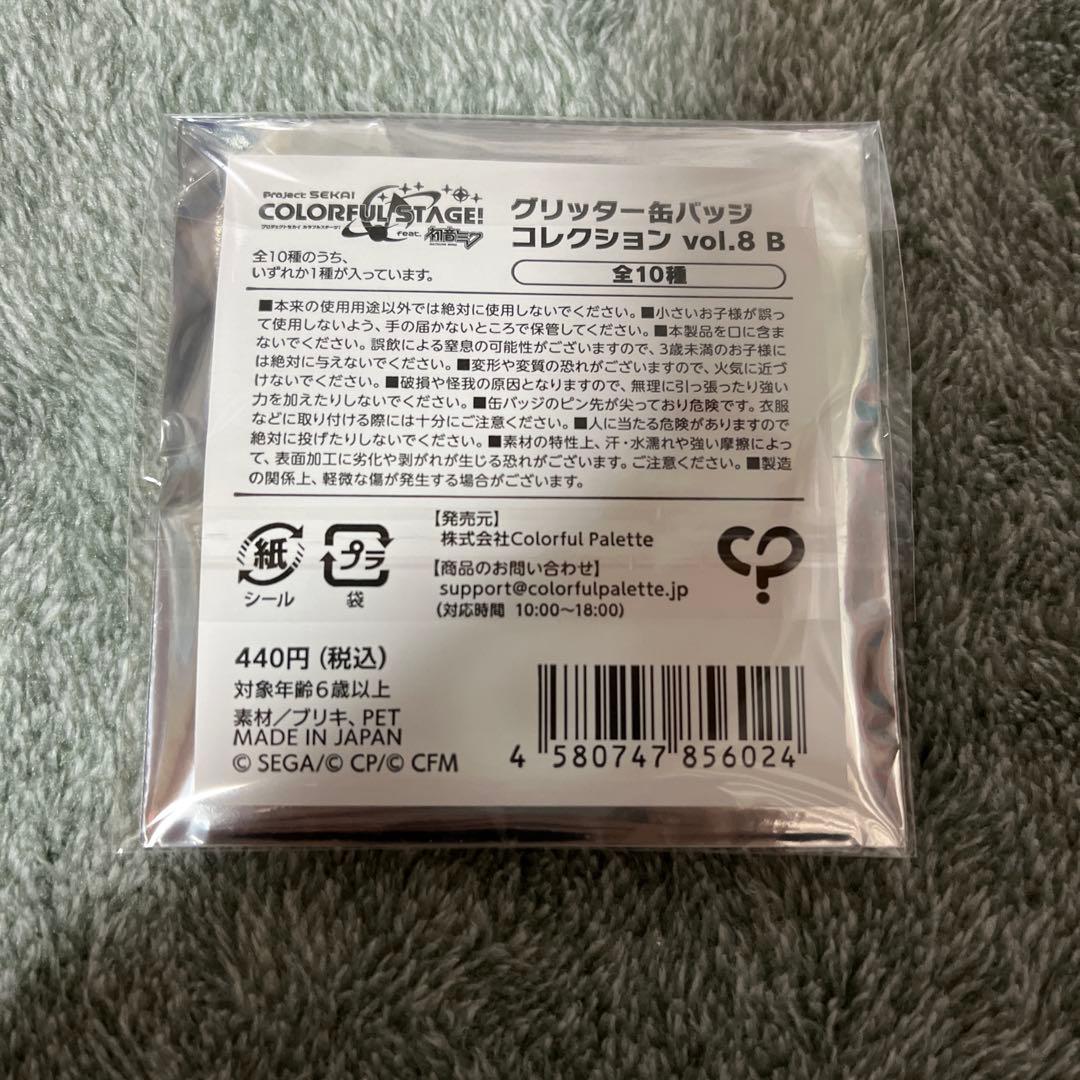 Project SEKAI
COLORFUL STAGE!
プロジェクトセカイ カラフルステージ!
feat. 初音ミク
HATSUNE MIKU
グリッター缶バッジ
コレクション vol.8 B
全10種
全10種のうち、
いずれか1種が入っています。
■本来の使用用途以外では絶対に使用しないでください。■小さいお子様が誤っ
て使用しないよう、手の届かないところで保管してください。■本製品を口に含ま
ないでください。誤飲による窒息の可能性がございますので、3歳未満のお子様に
は絶対に与えないでください。■変形や変質の恐れがございますので、火気に近づ
けないでください。■破損や怪我の原因となりますので、無理に引っ張ったり強い
力を加えたりしないでください。■缶バッジのピン先が尖っており危険です。衣服
などに取り付ける際には十分にご注意ください。■人に当たる危険がありますので
絶対に投げたりしないでください。■素材の特性上、汗・水濡れや強い摩擦によっ
て、表面加工に劣化や剥がれが生じる恐れがございます。ご注意ください。■製造
の関係上、軽微な傷が発生する場合がございます。
紙
シール
プラ
袋
【発売元】
株式会社Colorful Palette
【商品のお問い合わせ】
support@colorfulpalette.jp
(対応時間 10:00〜18:00)
440円(税込)
対象年齢6歳以上
素材/ブリキ、PET
MADE IN JAPAN
© SEGA/© CP/© CFM
4 580747 856024